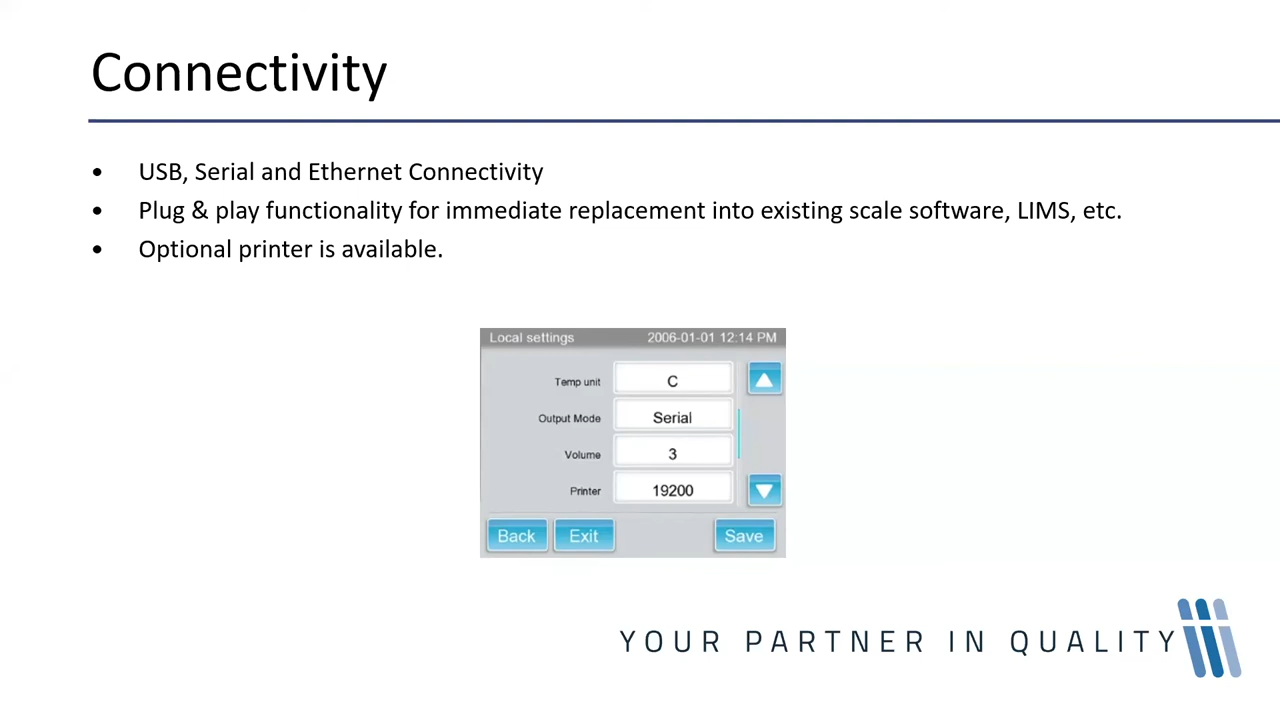 Connectivity
• USB, Serial and Ethernet Connectivity
• Plug & play functionality for immediate replacement into existing scale software, LIMS, etc.
• Optional printer is available.
Local settings 2006-01-01 12:14 PM
Temp unit C
Output Mode Serial
Volume 3
Printer 19200
Back Exit Save
YOUR PARTNER IN QUALITY